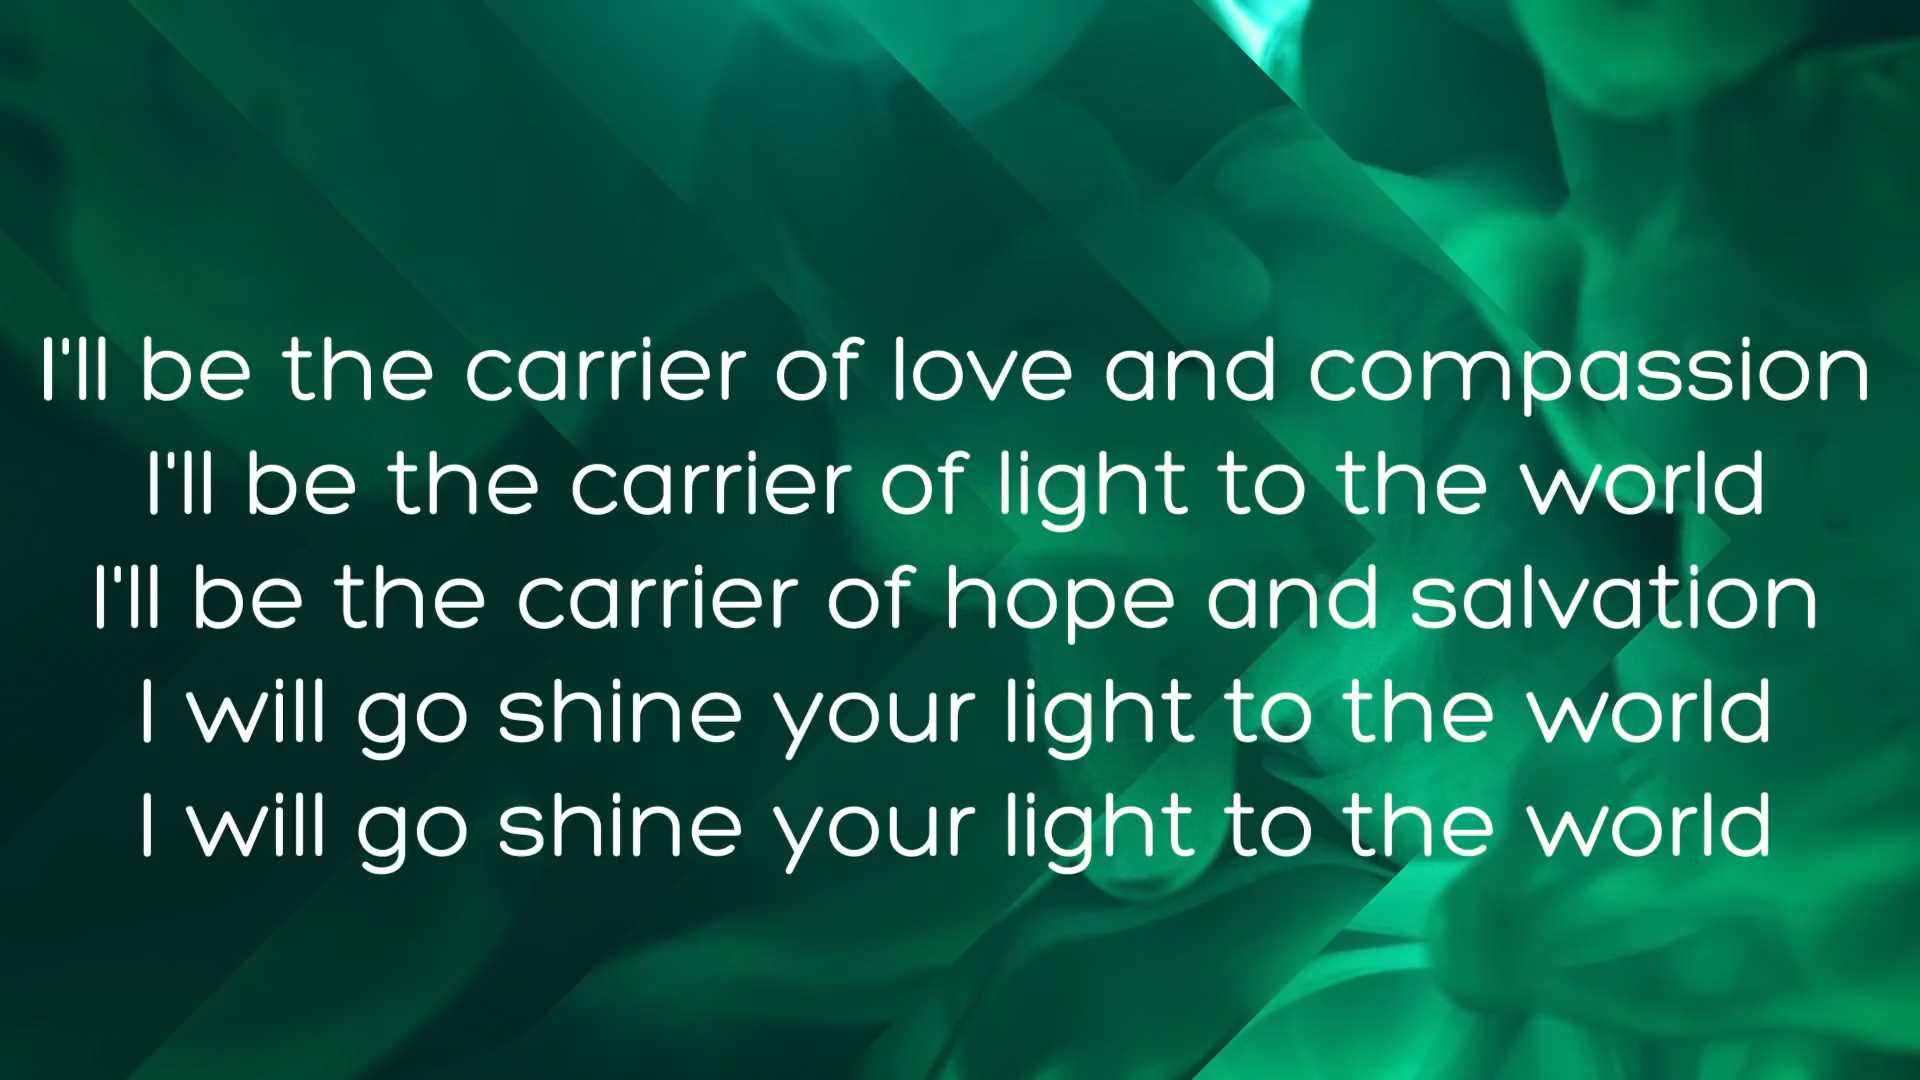 I'll be the carrier of love and compassion
I'll be the carrier of light to the world
I'll be the carrier of hope and salvation
I will go shine your light to the world
I will go shine your light to the world